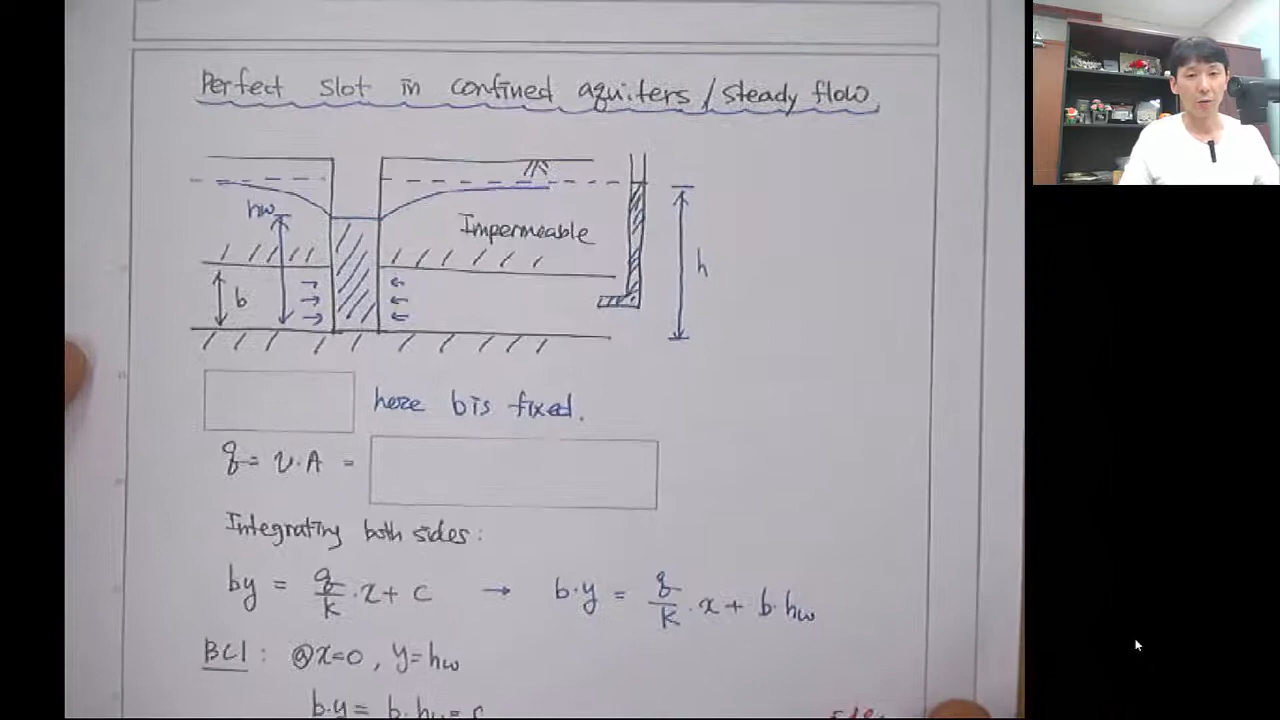 Perfect slot in confined aquifers / steady flow
hw
Impermeable
h
b
here b is fixed.
q = v·A =
Integrating both sides:
by = q/k · x + c → b·y = q/k · x + b·hw
BC1 : @x=0, y=hw
b·y = b·hw = c